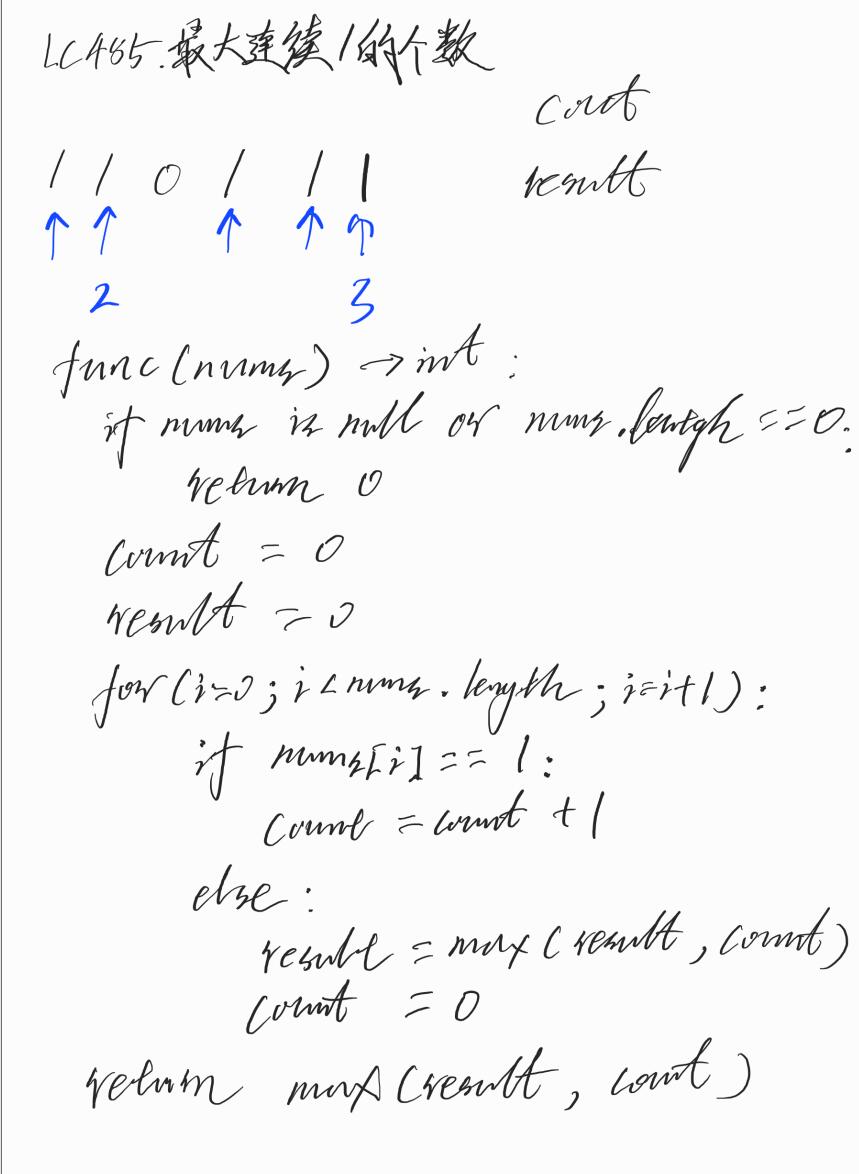 LC485.最大连续1的个数
cout
1 1 0 1 1 1
result
↑ ↑ ↑ ↑ ↑
2 3
func(nums) → int :
if nums is null or nums.length == 0:
return 0
count = 0
result = 0
for(i=0; i<nums.length; i=i+1):
if nums[i] == 1:
count = count + 1
else:
result = max(result, count)
count = 0
return max(result, count)